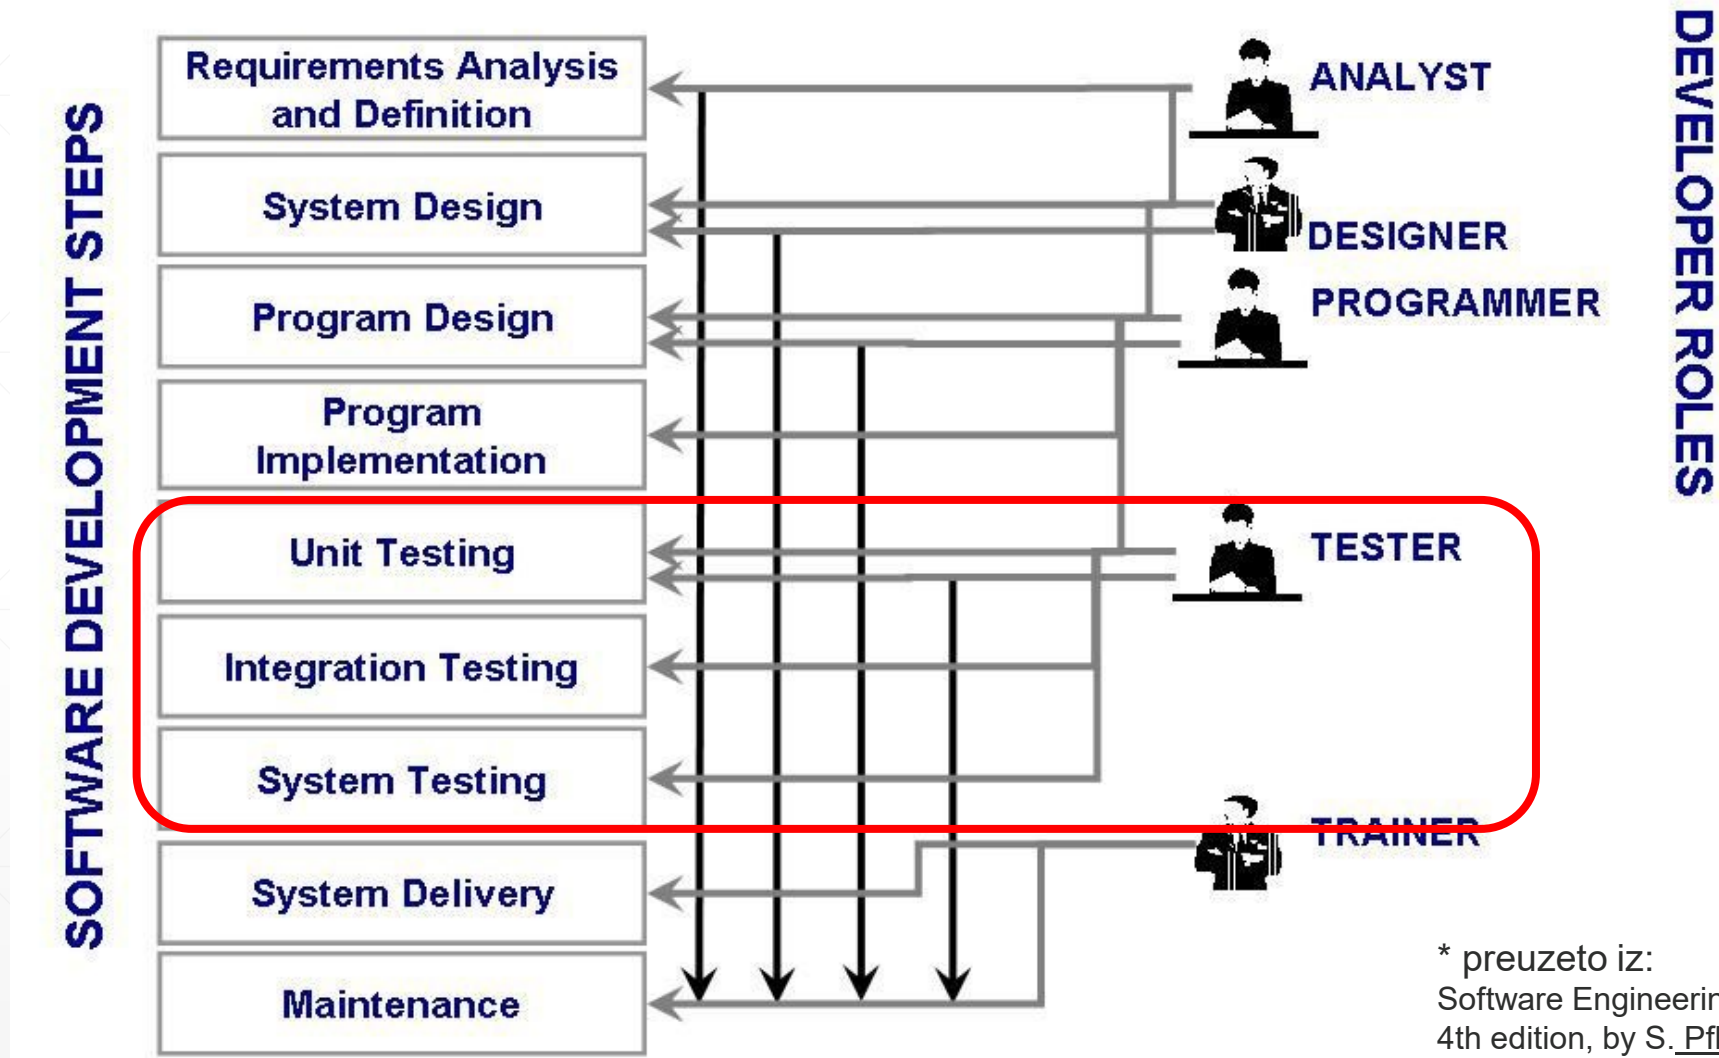 SOFTWARE DEVELOPMENT STEPS
Requirements Analysis
and Definition
System Design
Program Design
Program
Implementation
Unit Testing
Integration Testing
System Testing
System Delivery
Maintenance
ANALYST
DESIGNER
PROGRAMMER
TESTER
TRAINER
DEVELOPER ROLES
* preuzeto iz:
Software
4th edition, by S.